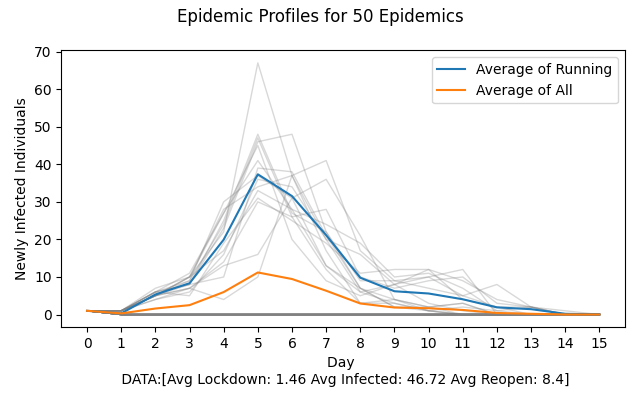 Epidemic Profiles for 50 Epidemics
70
60
50
40
30
20
10
0
Newly Infected Individuals
Average of Running
Average of All
0 1 2 3 4 5 6 7 8 9 10 11 12 13 14 15
Day
DATA:[Avg Lockdown: 1.46 Avg Infected: 46.72 Avg Reopen: 8.4]